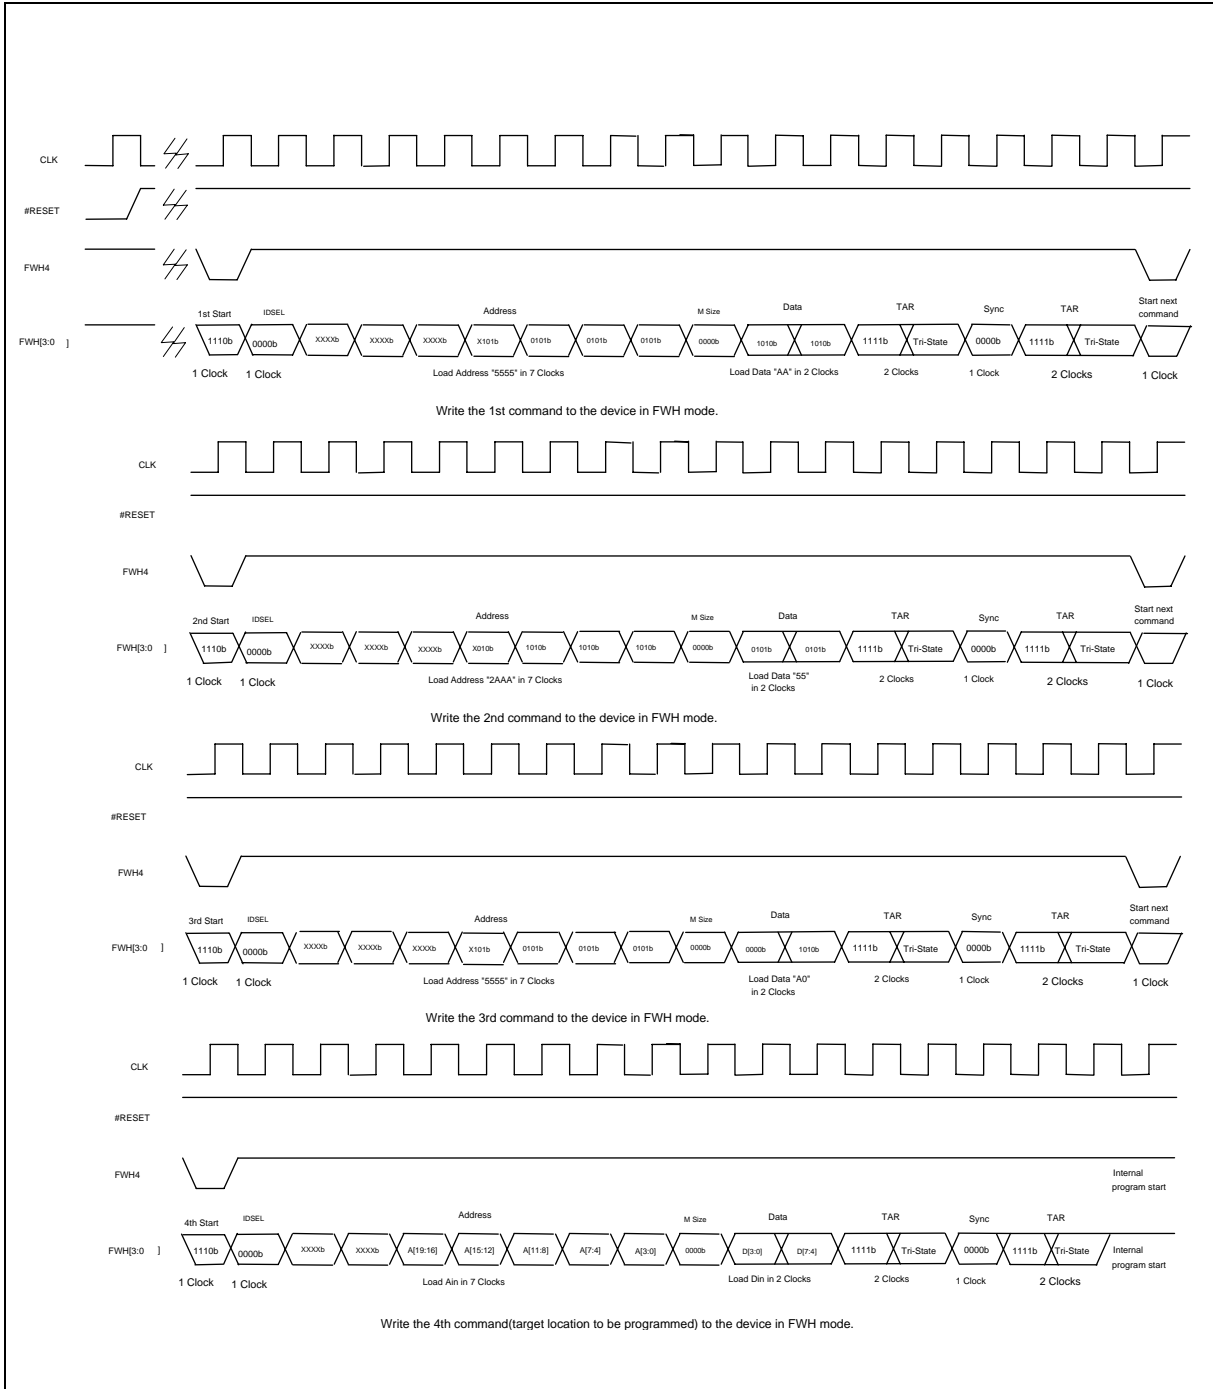 CLK
#RESET
FWH4
1st Start IDSEL Address M Size Data TAR Sync TAR Start next command
FWH[3:0 ] 1110b 0000b XXXXb XXXXb XXXXb X101b 0101b 0101b 0101b 0000b 1010b 1010b 1111b Tri-State 0000b 1111b Tri-State
1 Clock 1 Clock Load Address "5555" in 7 Clocks Load Data "AA" in 2 Clocks 2 Clocks 1 Clock 2 Clocks 1 Clock
Write the 1st command to the device in FWH mode.
CLK
#RESET
FWH4
2nd Start IDSEL Address M Size Data TAR Sync TAR Start next command
FWH[3:0 ] 1110b 0000b XXXXb XXXXb XXXXb X010b 1010b 1010b 1010b 0000b 0101b 0101b 1111b Tri-State 0000b 1111b Tri-State
1 Clock 1 Clock Load Address "2AAA" in 7 Clocks Load Data "55" in 2 Clocks 2 Clocks 1 Clock 2 Clocks 1 Clock
Write the 2nd command to the device in FWH mode.
CLK
#RESET
FWH4
3rd Start IDSEL Address M Size Data TAR Sync TAR Start next command
FWH[3:0 ] 1110b 0000b XXXXb XXXXb XXXXb X101b 0101b 0101b 0101b 0000b 0000b 1010b 1111b Tri-State 0000b 1111b Tri-State
1 Clock 1 Clock Load Address "5555" in 7 Clocks Load Data "A0" in 2 Clocks 2 Clocks 1 Clock 2 Clocks 1 Clock
Write the 3rd command to the device in FWH mode.
CLK
#RESET
FWH4 Internal program start
4th Start IDSEL Address M Size Data TAR Sync TAR
FWH[3:0 ] 1110b 0000b XXXXb XXXXb A[19:16] A[15:12] A[11:8] A[7:4] A[3:0] 0000b D[3:0] D[7:4] 1111b Tri-State 0000b 1111b Tri-State Internal program start
1 Clock 1 Clock Load Ain in 7 Clocks Load Din in 2 Clocks 2 Clocks 1 Clock 2 Clocks
Write the 4th command(target location to be programmed) to the device in FWH mode.